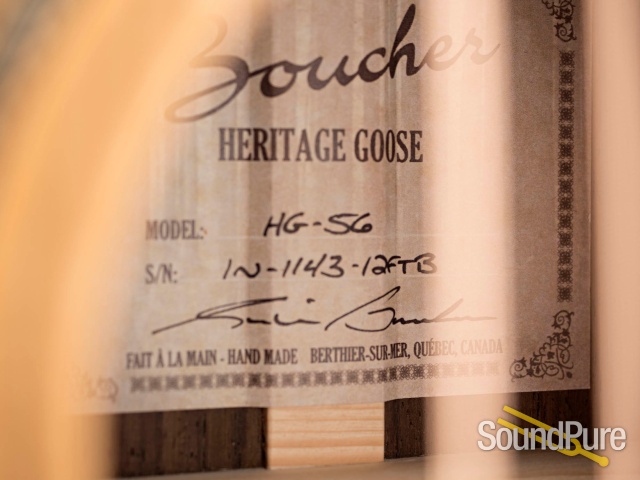 Boucher
HERITAGE GOOSE
MODEL: HG-56
S/N: IN-1143-12FTB
FAIT À LA MAIN - HAND MADE BERTHIER-SUR-MER, QUÉBEC, CANADA
SoundPure